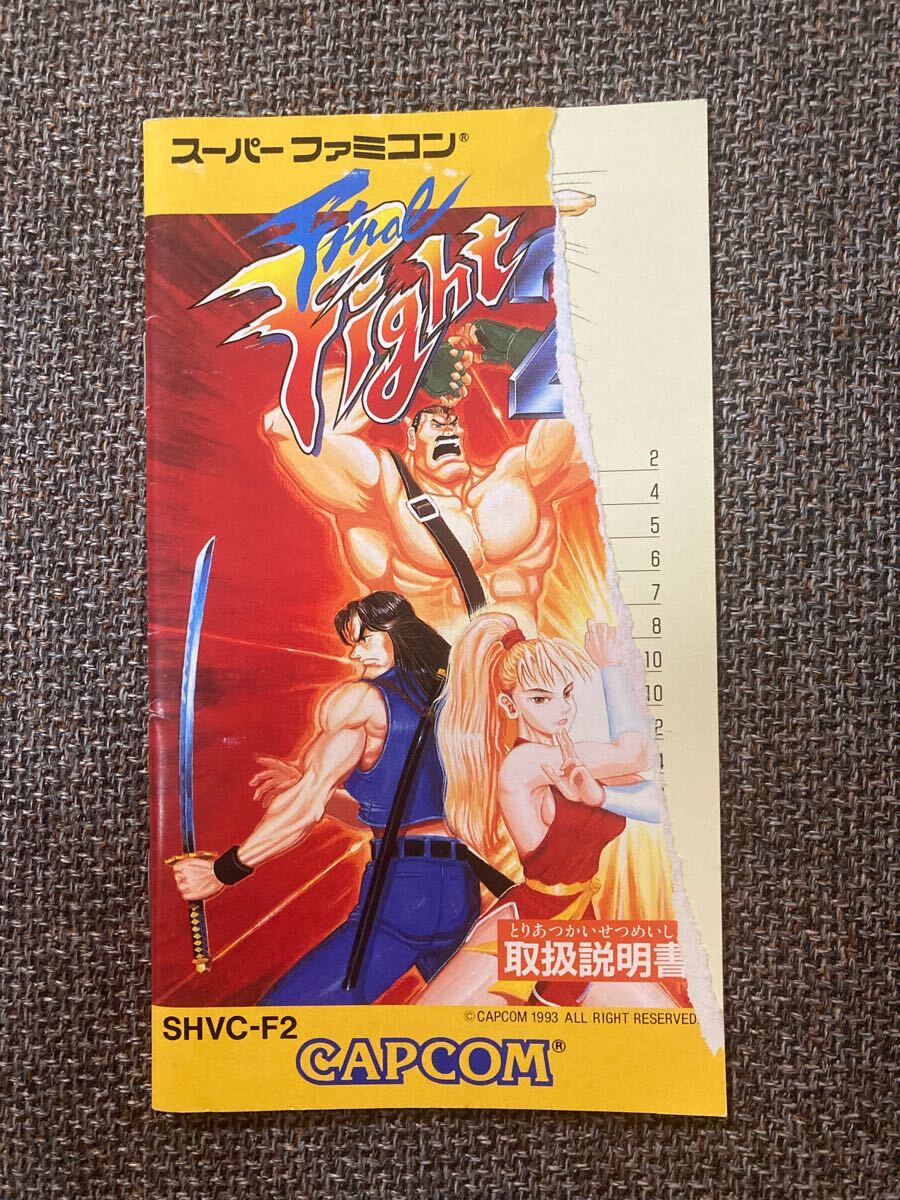 スーパーファミコン®
Final
Fight 2
2
4
5
6
7
8
10
10
2
4
とりあつかいせつめいし
取扱説明書
© CAPCOM 1993 ALL RIGHT RESERVED.
SHVC-F2
CAPCOM®